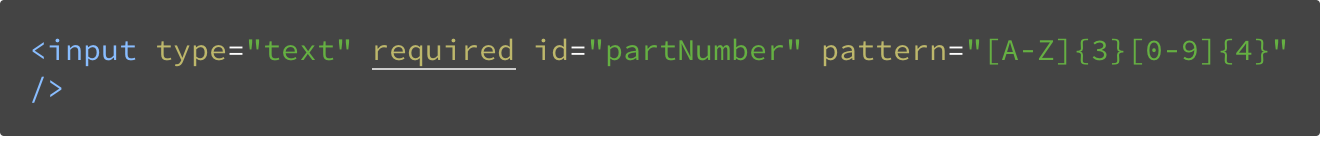 <input type="text" required id="partNumber" pattern="[A-Z]{3}[0-9]{4}"
/>